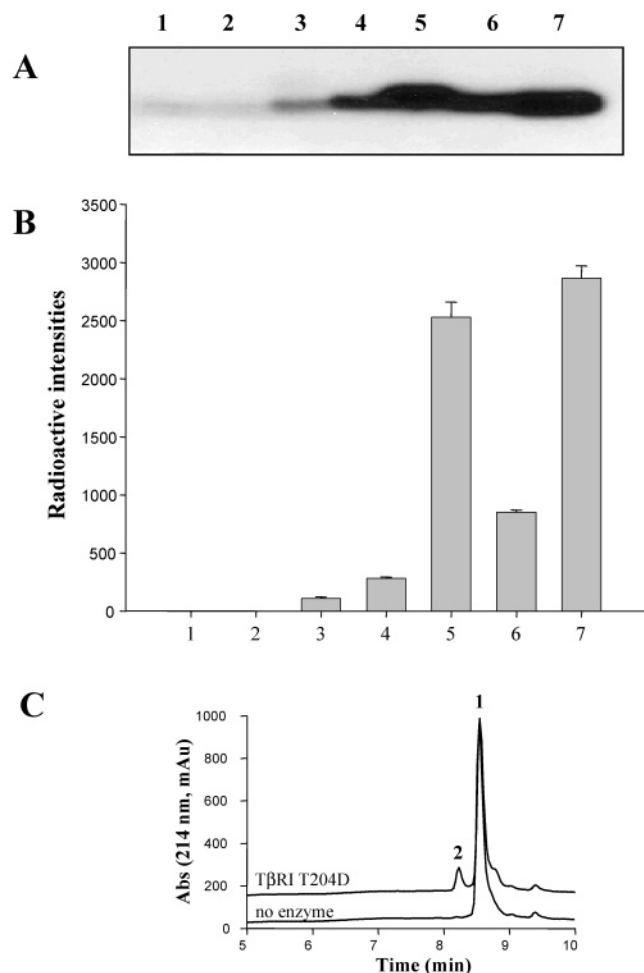 1 2 3 4 5 6 7
A
B
3500
3000
2500
2000
1500
1000
500
0
Radioactive intensities
1 2 3 4 5 6 7
C
1000
800
600
400
200
0
Abs (214 nm, mAu)
1
2
TβRI T204D
no enzyme
5 6 7 8 9 10
Time (min)